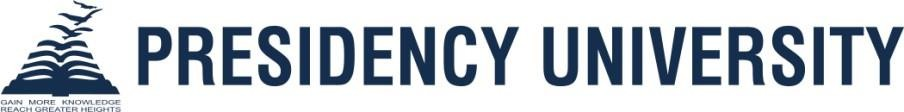 PRESIDENCY UNIVERSITY
GAIN MORE KNOWLEDGE
REACH GREATER HEIGHTS